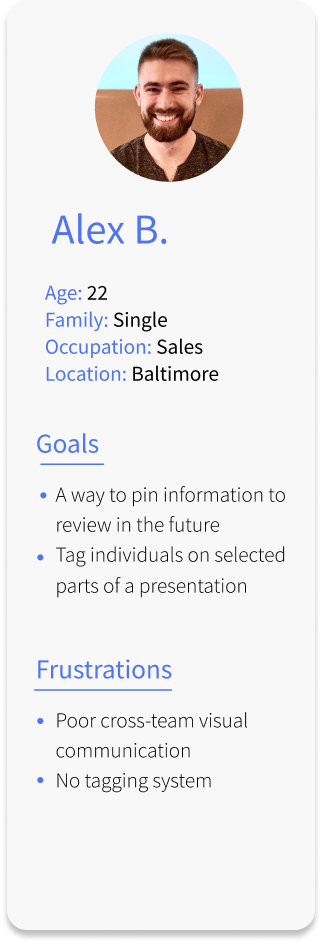 Alex B.
Age: 22
Family: Single
Occupation: Sales
Location: Baltimore
Goals
• A way to pin information to
review in the future
• Tag individuals on selected
parts of a presentation
Frustrations
• Poor cross-team visual
communication
• No tagging system